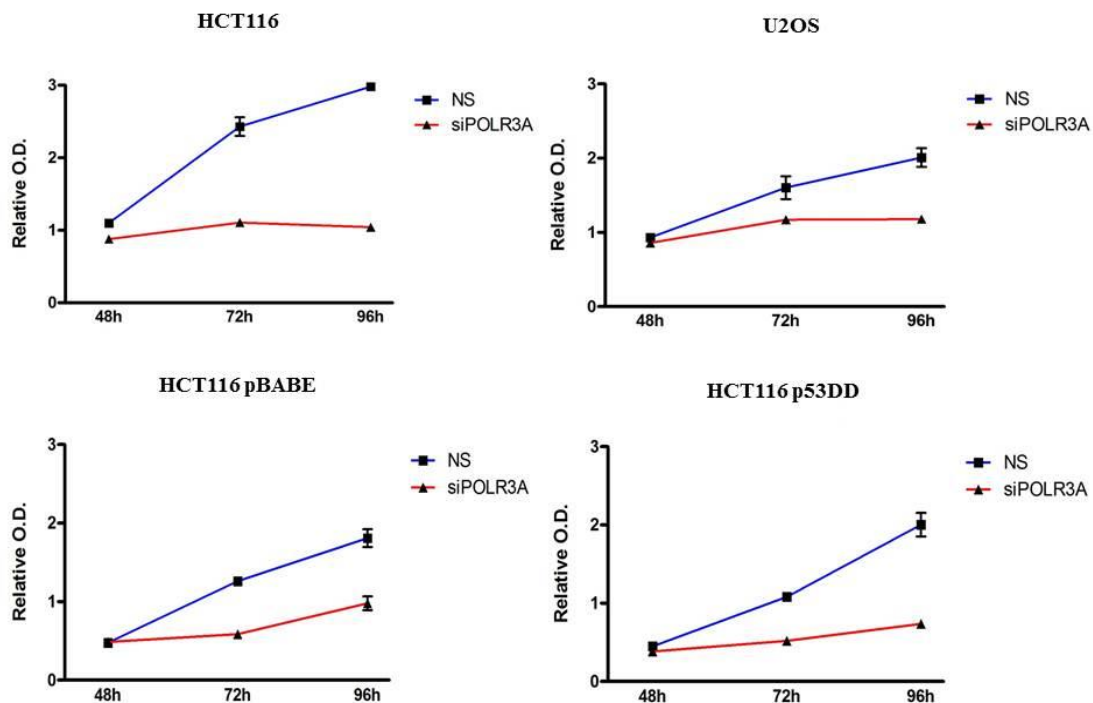 HCT116
Relative O.D.
3
2
1
0
48h
72h
96h
NS
siPOLR3A
U2OS
Relative O.D.
3
2
1
0
48h
72h
96h
NS
siPOLR3A
HCT116 pBABE
Relative O.D.
3
2
1
0
48h
72h
96h
NS
siPOLR3A
HCT116 p53DD
Relative O.D.
3
2
1
0
48h
72h
96h
NS
siPOLR3A